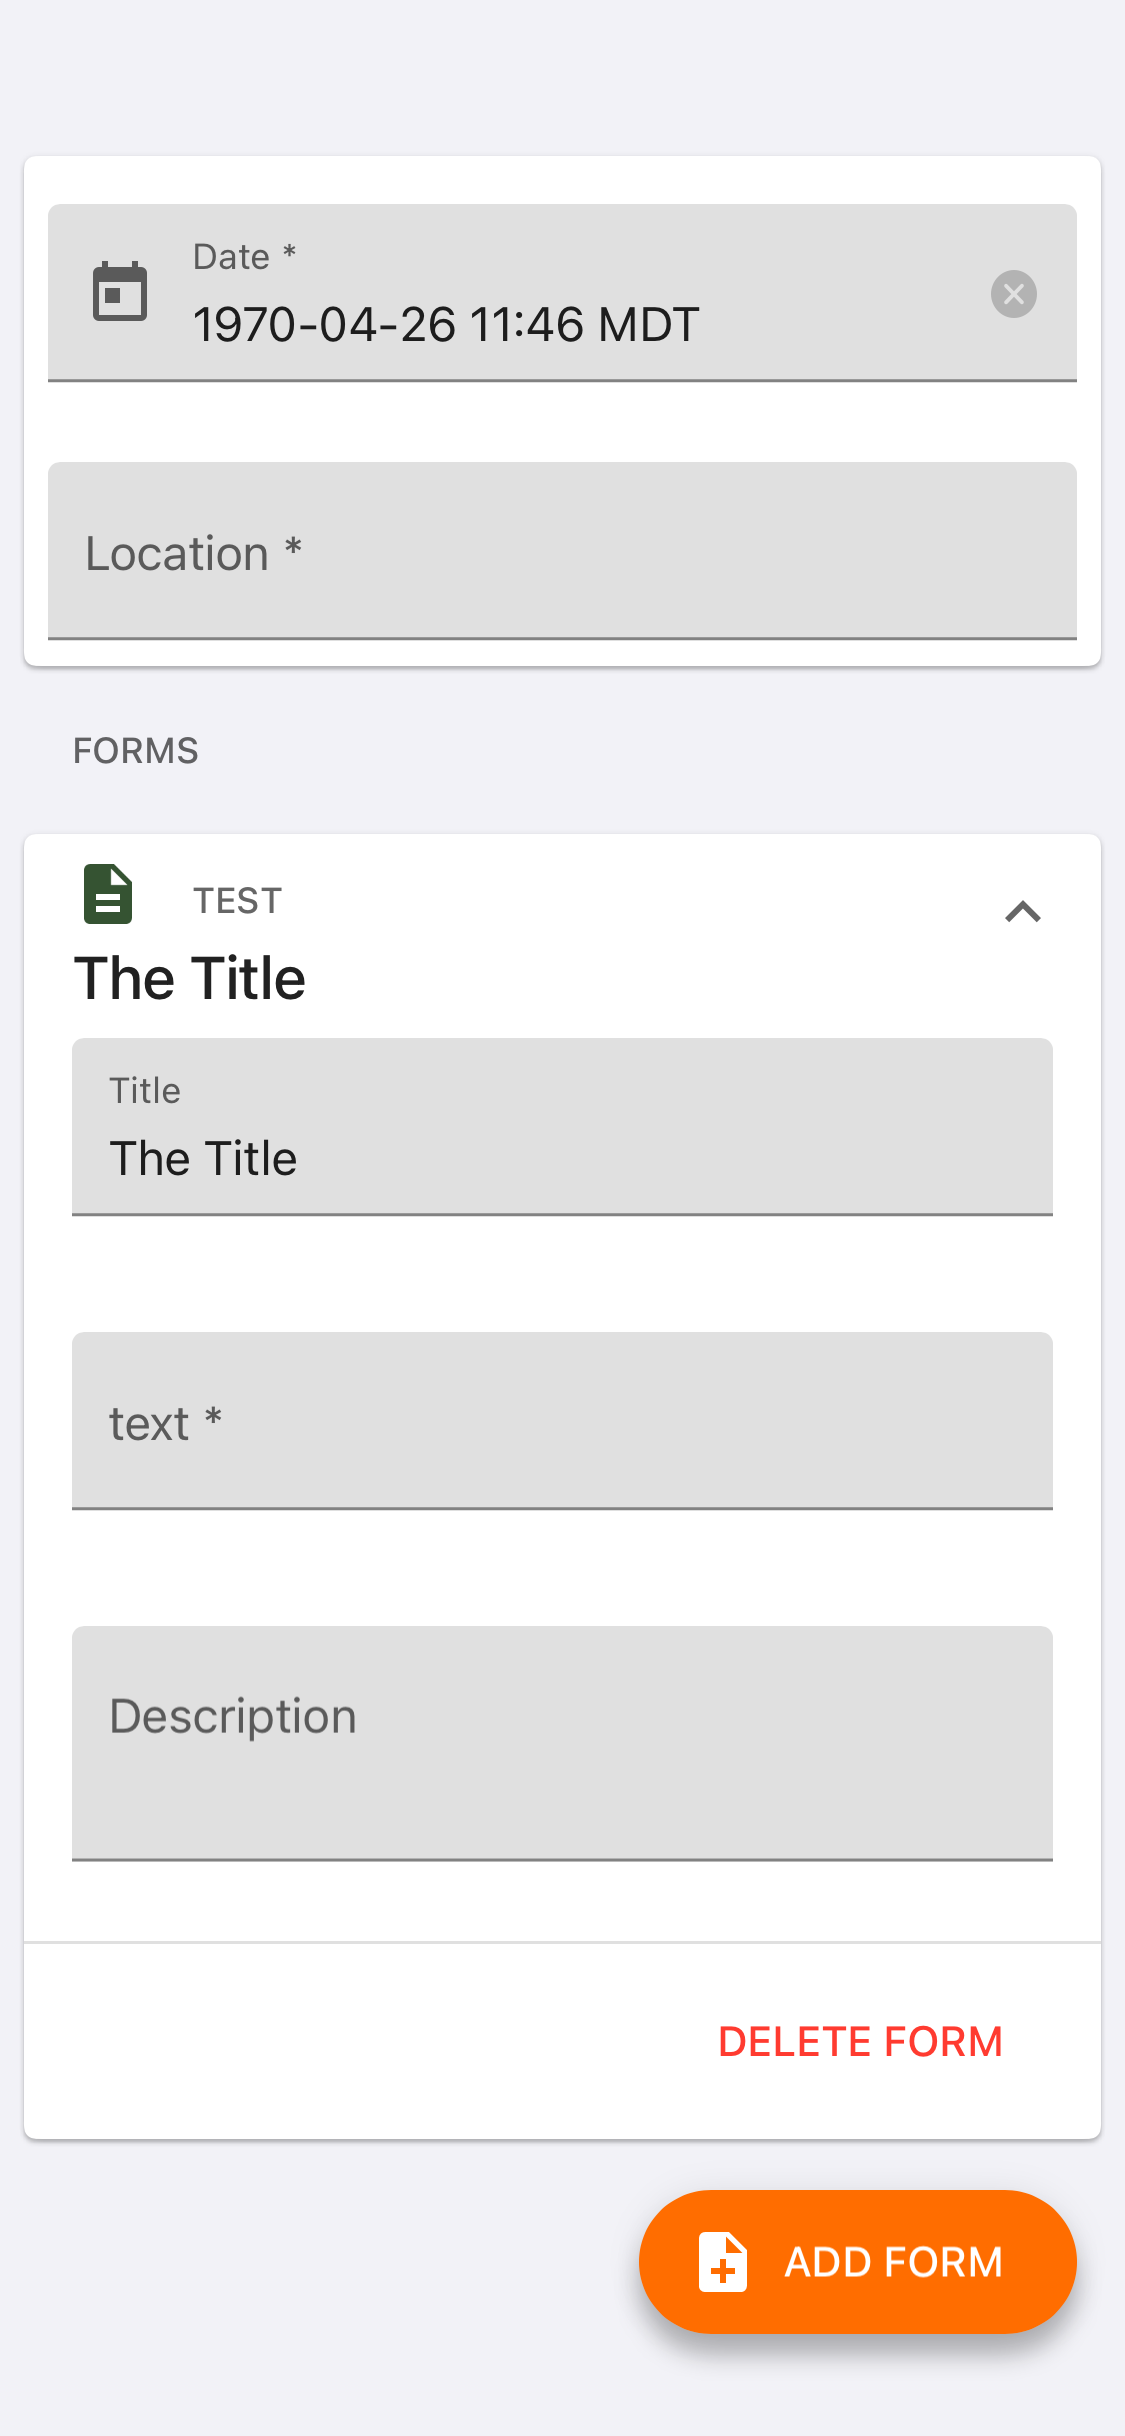 Date *
1970-04-26 11:46 MDT
Location *
FORMS
TEST
The Title
Title
The Title
text *
Description
DELETE FORM
ADD FORM